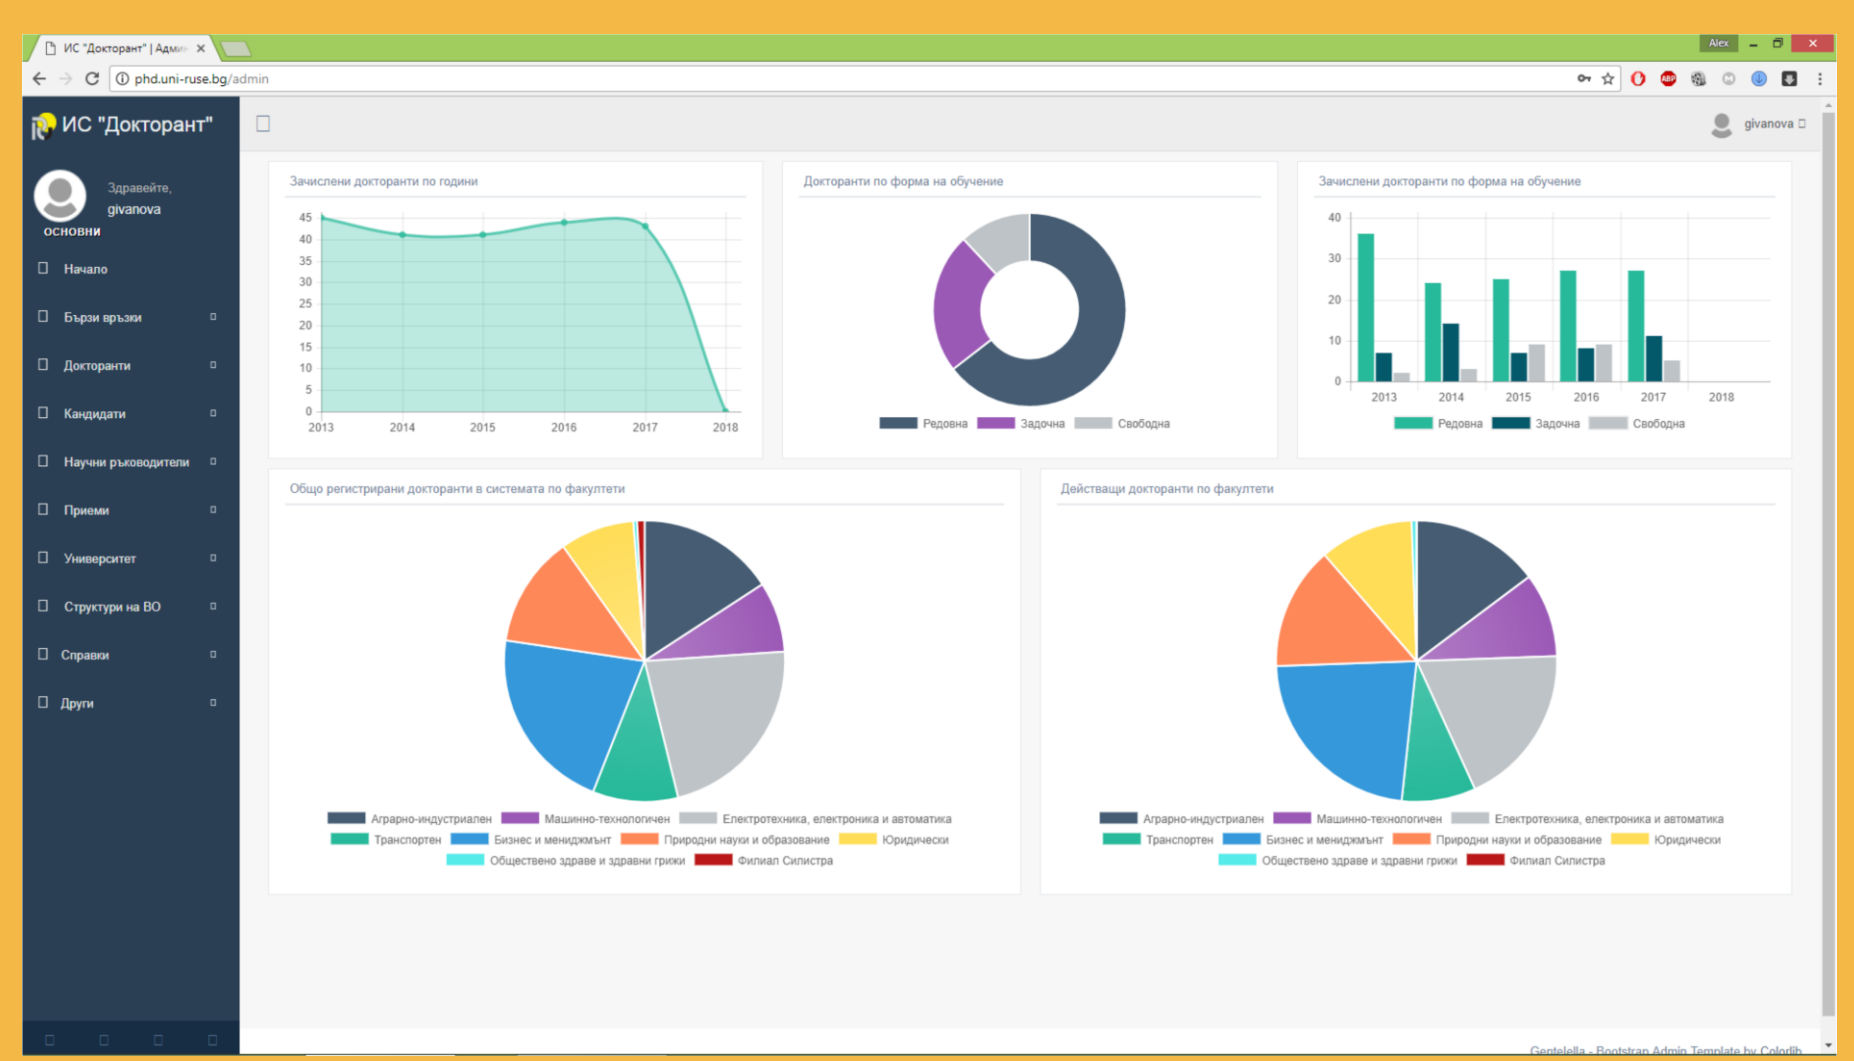 ИС "Докторант" | Админ
Alex
phd.uni-ruse.bg/admin
ABP
ИС "Докторант"
givanova
Здравейте,
givanova
ОСНОВНИ
Начало
Бързи връзки
Докторанти
Кандидати
Научни ръководители
Приеми
Университет
Структури на ВО
Справки
Други
Зачислени докторанти по години
45
40
35
30
25
20
15
10
5
0
2013 2014 2015 2016 2017 2018
Докторанти по форма на обучение
Редовна Задочна Свободна
Зачислени докторанти по форма на обучение
40
30
20
10
0
2013 2014 2015 2016 2017 2018
Редовна Задочна Свободна
Общо регистрирани докторанти в системата по факултети
Аграрно-индустриален Машинно-технологичен Електротехника, електроника и автоматика
Транспортен Бизнес и мениджмънт Природни науки и образование Юридически
Обществено здраве и здравни грижи Филиал Силистра
Действащи докторанти по факултети
Аграрно-индустриален Машинно-технологичен Електротехника, електроника и автоматика
Транспортен Бизнес и мениджмънт Природни науки и образование Юридически
Обществено здраве и здравни грижи Филиал Силистра
Gentelella - Bootstrap Admin Template by Colorlib